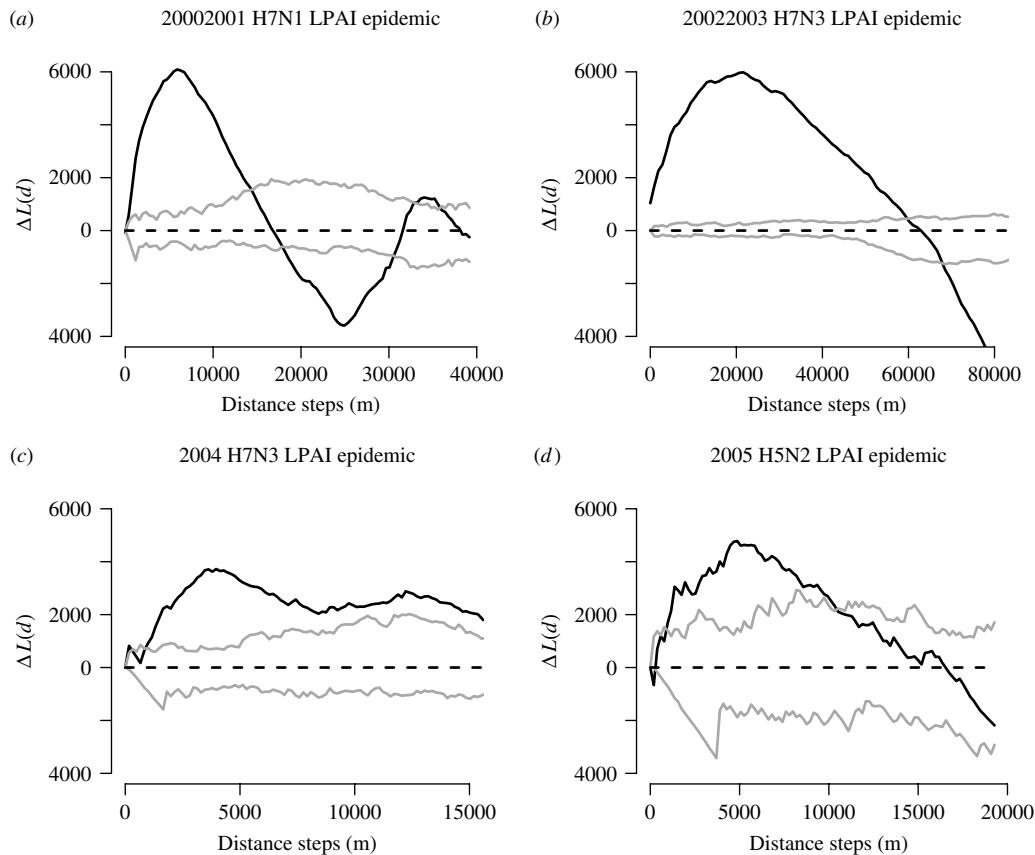 (a) 20002001 H7N1 LPAI epidemic
6000
2000
0
4000
ΔL(d)
0 10000 20000 30000 40000
Distance steps (m)
(b) 20022003 H7N3 LPAI epidemic
6000
2000
0
4000
ΔL(d)
0 20000 40000 60000 80000
Distance steps (m)
(c) 2004 H7N3 LPAI epidemic
6000
2000
0
4000
ΔL(d)
0 5000 10000 15000
Distance steps (m)
(d) 2005 H5N2 LPAI epidemic
6000
2000
0
4000
ΔL(d)
0 5000 10000 15000 20000
Distance steps (m)